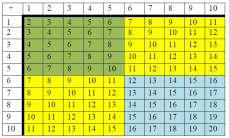 + 1 2 3 4 5 6 7 8 9 10
1 2 3 4 5 6 7 8 9 10 11
2 3 4 5 6 7 8 9 10 11 12
3 4 5 6 7 8 9 10 11 12 13
4 5 6 7 8 9 10 11 12 13 14
5 6 7 8 9 10 11 12 13 14 15
6 7 8 9 10 11 12 13 14 15 16
7 8 9 10 11 12 13 14 15 16 17
8 9 10 11 12 13 14 15 16 17 18
9 10 11 12 13 14 15 16 17 18 19
10 11 12 13 14 15 16 17 18 19 20